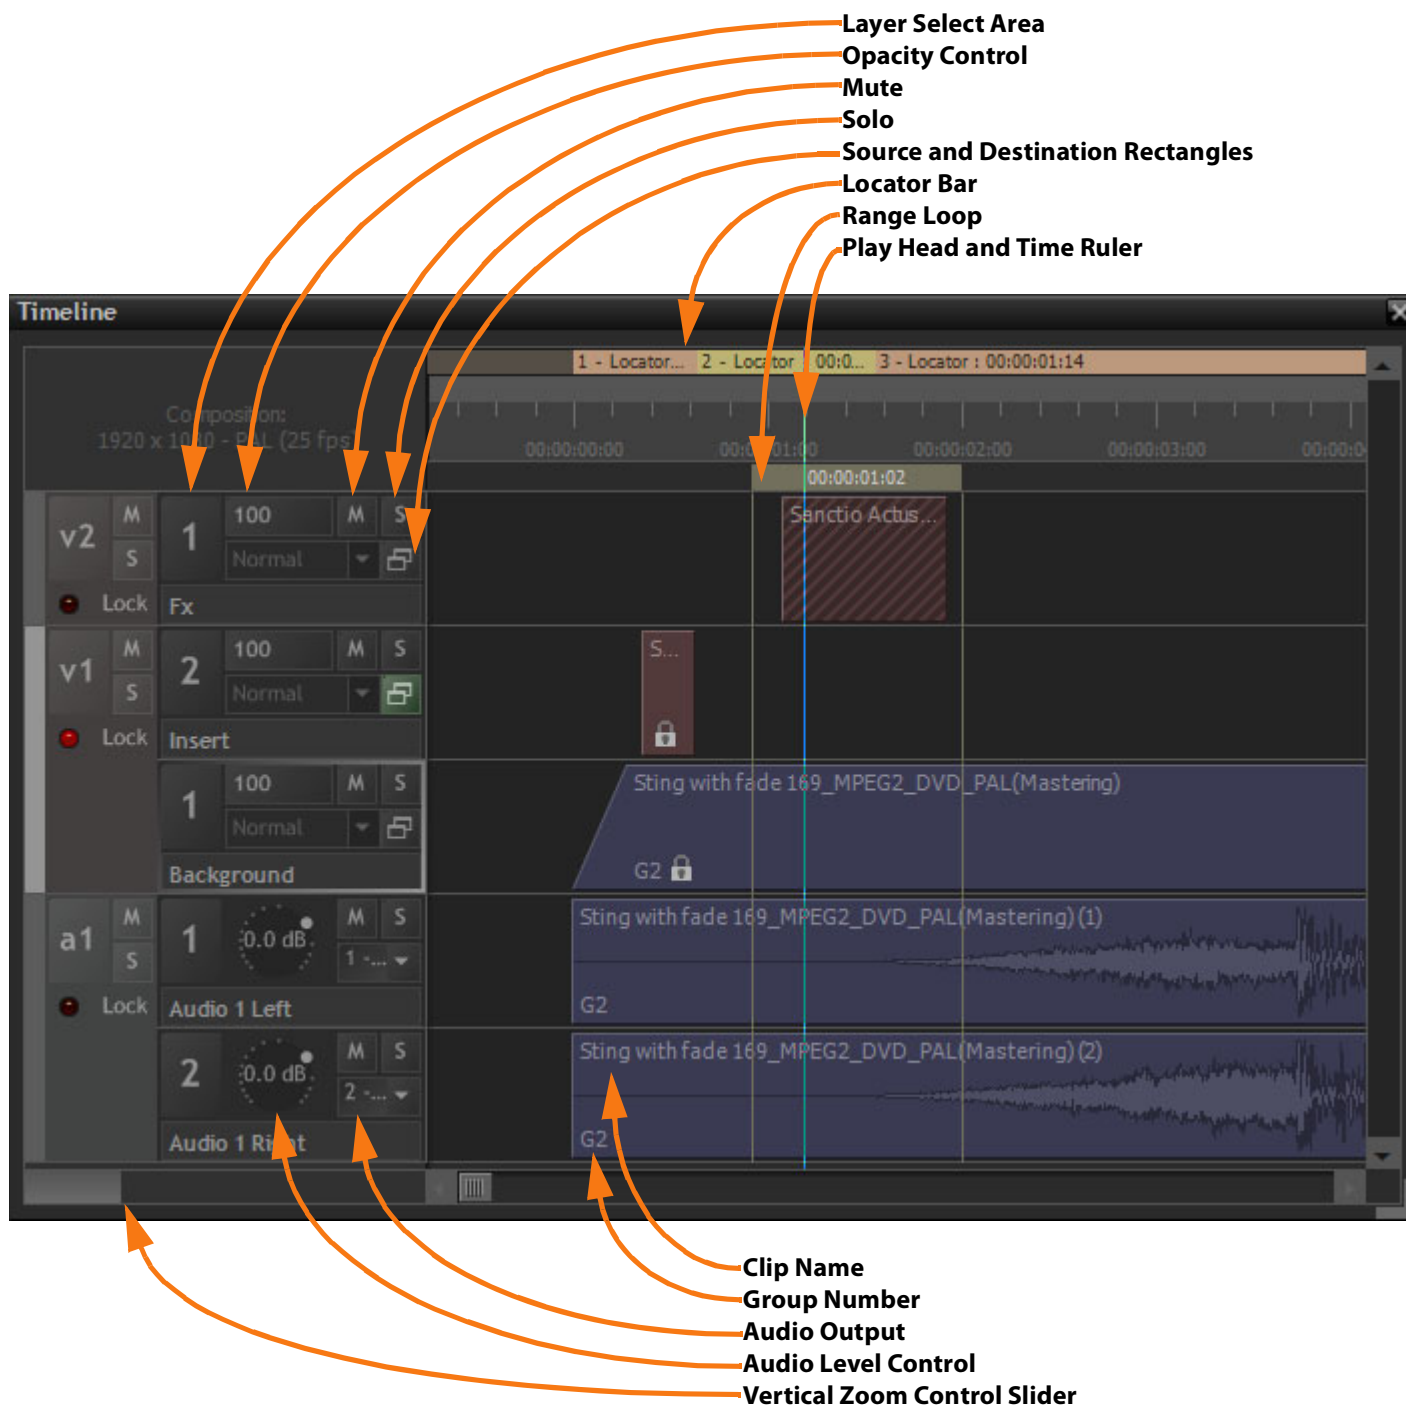 Layer Select Area
Opacity Control
Mute
Solo
Source and Destination Rectangles
Locator Bar
Range Loop
Play Head and Time Ruler
Timeline
1 - Locator... 2 - Locator : 00:0... 3 - Locator : 00:00:01:14
Composition:
1920 x 1080 - PAL (25 fps)
00:00:00:00 00:00:01:00 00:00:02:00 00:00:03:00 00:00:0
00:00:01:02
v2 M 1 100 M S Sanctio Actus...
S Normal
Lock Fx
v1 M 2 100 M S S...
S Normal
Lock Insert
1 100 M S Sting with fade 169_MPEG2_DVD_PAL(Mastering)
Normal
Background G2
a1 M 1 0.0 dB M S Sting with fade 169_MPEG2_DVD_PAL(Mastering) (1)
S 1 -...
Lock Audio 1 Left G2
2 0.0 dB M S Sting with fade 169_MPEG2_DVD_PAL(Mastering) (2)
2 -...
Audio 1 Right G2
Clip Name
Group Number
Audio Output
Audio Level Control
Vertical Zoom Control Slider